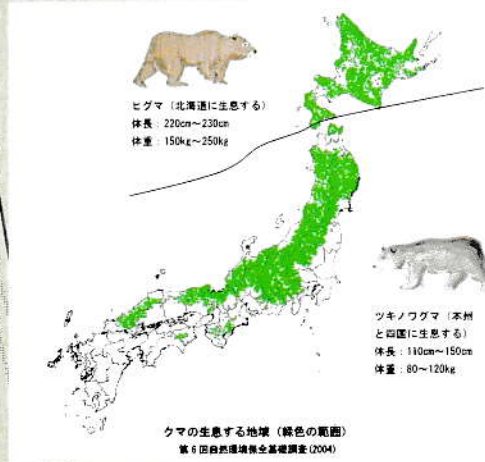 ヒグマ（北海道に生息する）
体長：220cm～230cm
体重：150kg～250kg
ツキノワグマ（本州
と四国に生息する）
体長：110cm～150cm
体重：80～120kg
クマの生息する地域（緑色の範囲）
第6回自然環境保全基礎調査(2004)